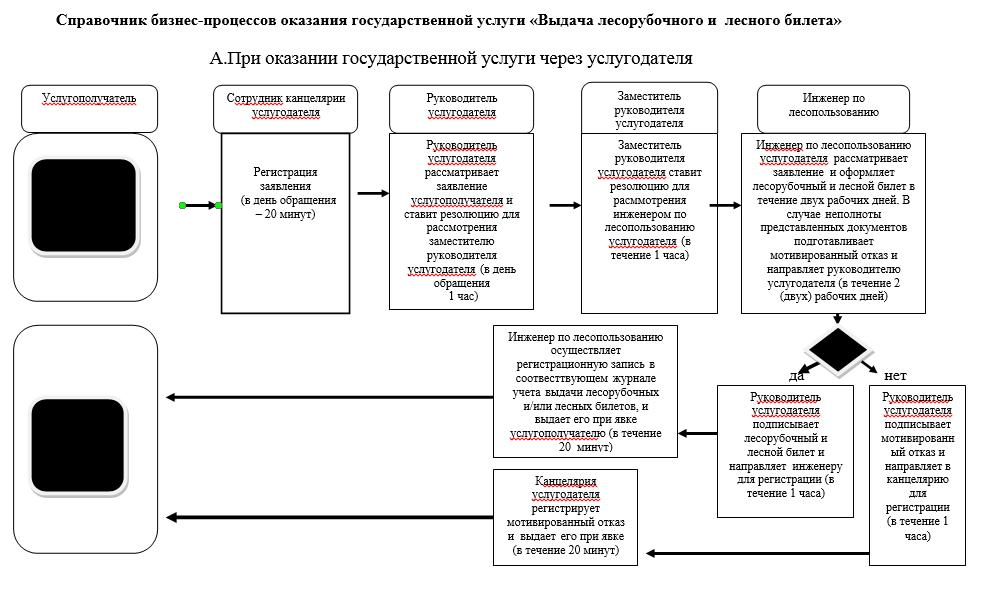 Справочник бизнес-процессов оказания государственной услуги «Выдача лесорубочного и лесного билета»
А.При оказании государственной услуги через услугодателя
Услугополучатель
Сотрудник канцелярии
услугодателя
Руководитель
услугодателя
Заместитель
руководителя
услугодателя
Инженер по
лесопользованию
Регистрация
заявления
(в день обращения
– 20 минут)
Руководитель
услугодателя
рассматривает
заявление
услугополучателя и
ставит резолюцию для
рассмотрения
заместителю
руководителя
услугодателя (в день
обращения
1 час)
Заместитель
руководителя
услугодателя ставит
резолюцию для
расммотрения
инженером по
лесопользованию
услугодателя (в
течение 1 часа)
Инженер по лесопользованию
услугодателя рассматривает
заявление и оформляет
лесорубочный и лесной билет в
течение двух рабочих дней. В
случае неполноты
представленных документов
подготавливает
мотивированный отказ и
направляет руководителю
услугодателя (в течение 2
(двух) рабочих дней)
да
нет
Инженер по лесопользованию
осуществляет
регистрационную запись в
соовестствующем журнале
учета выдачи лесорубочных
и/или лесных билетов, и
выдает его при явке
услугополучателю (в течение
20 минут)
Руководитель
услугодателя
подписывает
лесорубочный и
лесной билет и
направляет инженеру
для регистрации (в
течение 1 часа)
Руководитель
услугодателя
подписывает
мотивированн
ый отказ и
направляет в
канцелярию
для
регистрации
(в течение 1
часа)
Канцелярия
услугодателя
регистрирует
мотивированный отказ
и выдает его при явке
(в течение 20 минут)